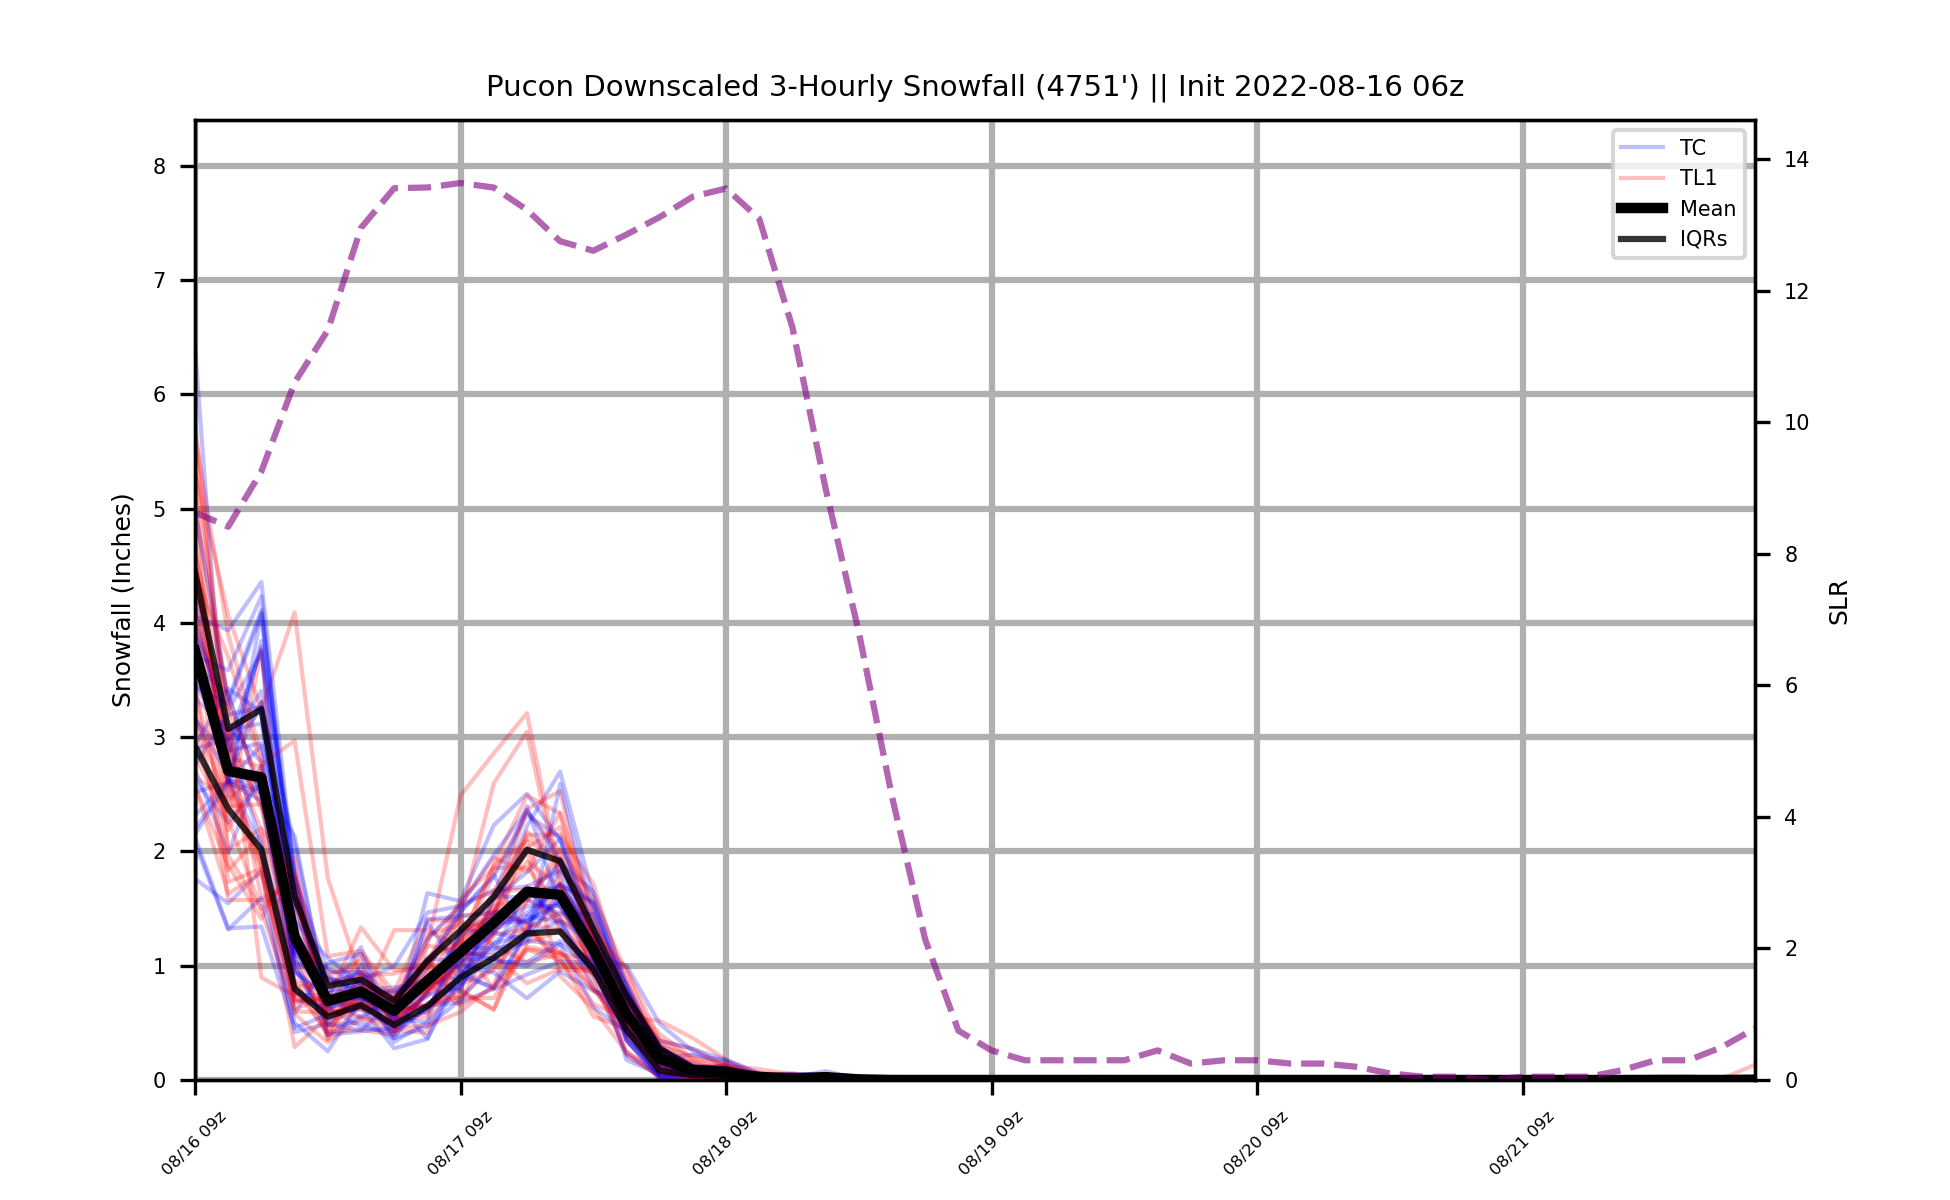 Pucon Downscaled 3-Hourly Snowfall (4751') || Init 2022-08-16 06z
TC
TL1
Mean
IQRs
8
7
6
5
4
3
2
1
0
Snowfall (Inches)
14
12
10
8
6
4
2
0
SLR
08/16 09z
08/17 09z
08/18 09z
08/19 09z
08/20 09z
08/21 09z